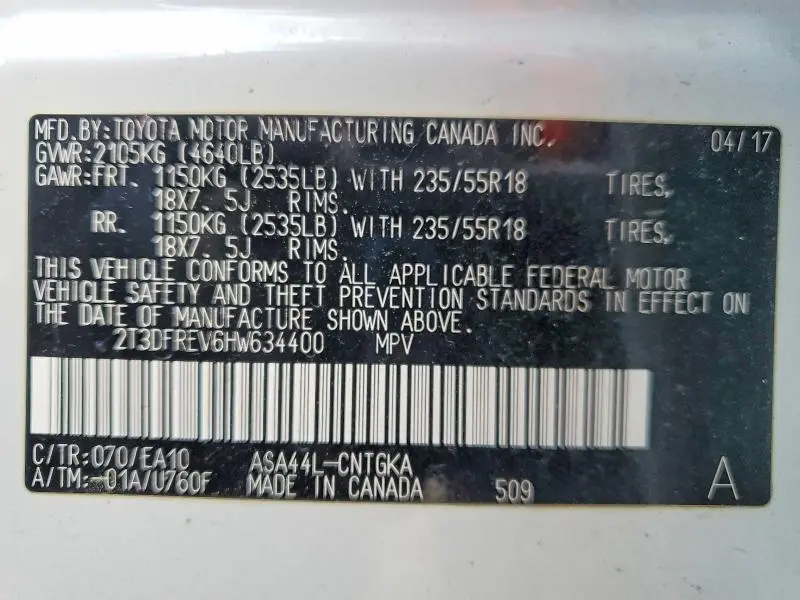 MFD.BY:TOYOTA MOTOR MANUFACTURING CANADA INC. 04/17
GVWR:2105KG (4640LB)
GAWR:FRT. 1150KG (2535LB) WITH 235/55R18 TIRES,
18X7.5J RIMS.
RR. 1150KG (2535LB) WITH 235/55R18 TIRES,
18X7.5J RIMS.
THIS VEHICLE CONFORMS TO ALL APPLICABLE FEDERAL MOTOR
VEHICLE SAFETY AND THEFT PREVENTION STANDARDS IN EFFECT ON
THE DATE OF MANUFACTURE SHOWN ABOVE.
2T3DFREV6HW634400 MPV
C/TR:070/EA10 ASA44L-CNTGKA
A/TM:-01A/U760F MADE IN CANADA 509 A